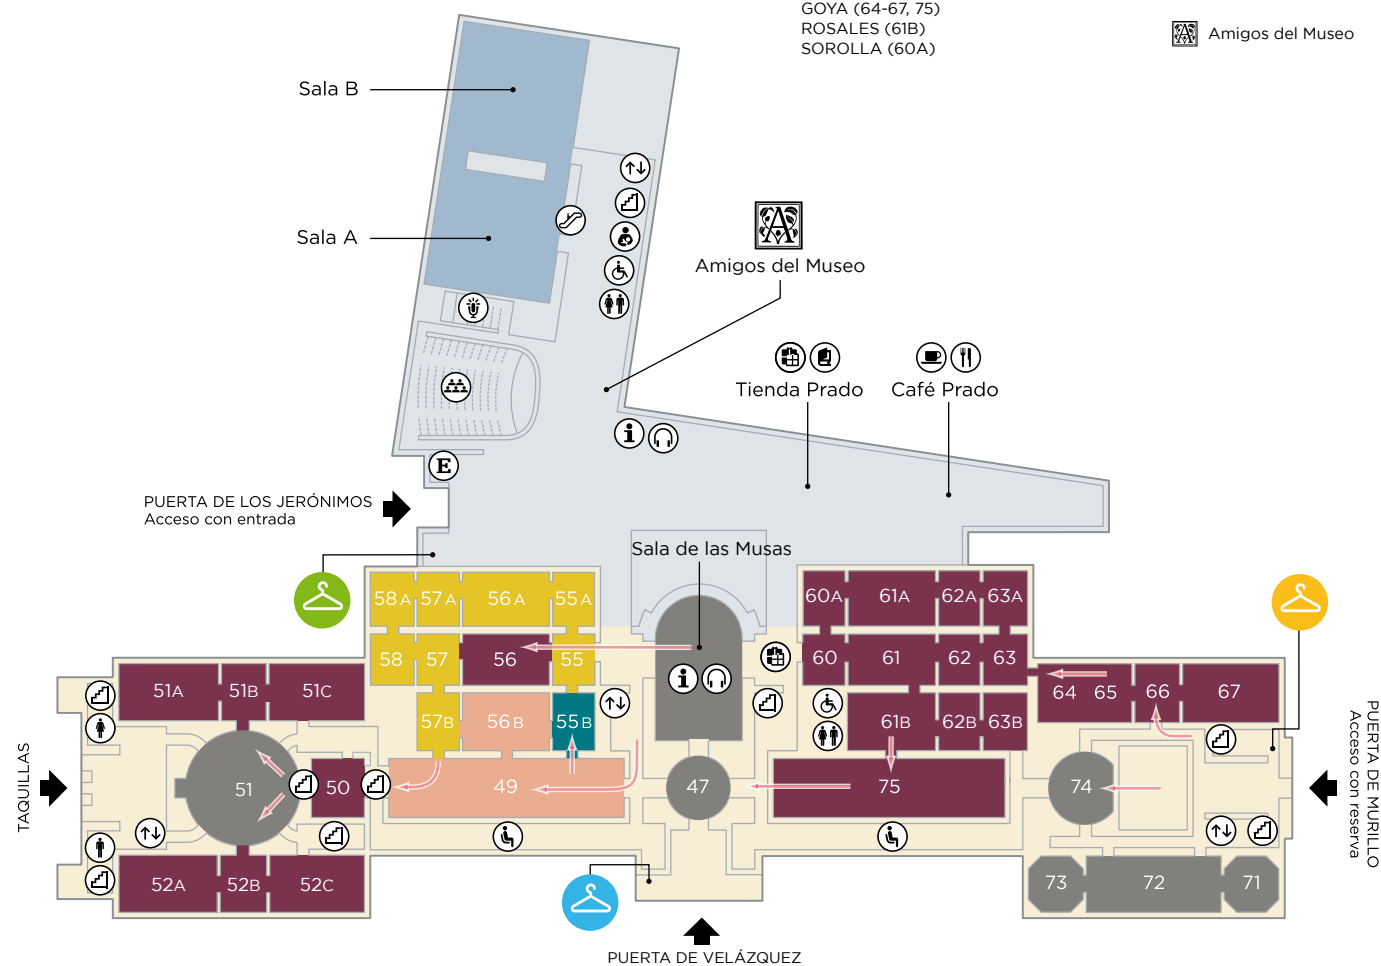 GOYA (64-67, 75)
ROSALES (61B)
SOROLLA (60A)
Amigos del Museo
Sala B
Sala A
Amigos del Museo
Tienda Prado
Café Prado
E
PUERTA DE LOS JERÓNIMOS
Acceso con entrada
Sala de las Musas
58A
57A
56A
55A
60A
61A
62A
63A
58
57
56
55
60
61
62
63
51A
51B
51C
64
65
66
67
57B
56B
55B
61B
62B
63B
51
50
49
47
75
74
52A
52B
52C
73
72
71
TAQUILLAS
PUERTA DE MURILLO
Acceso con reserva
PUERTA DE VELÁZQUEZ